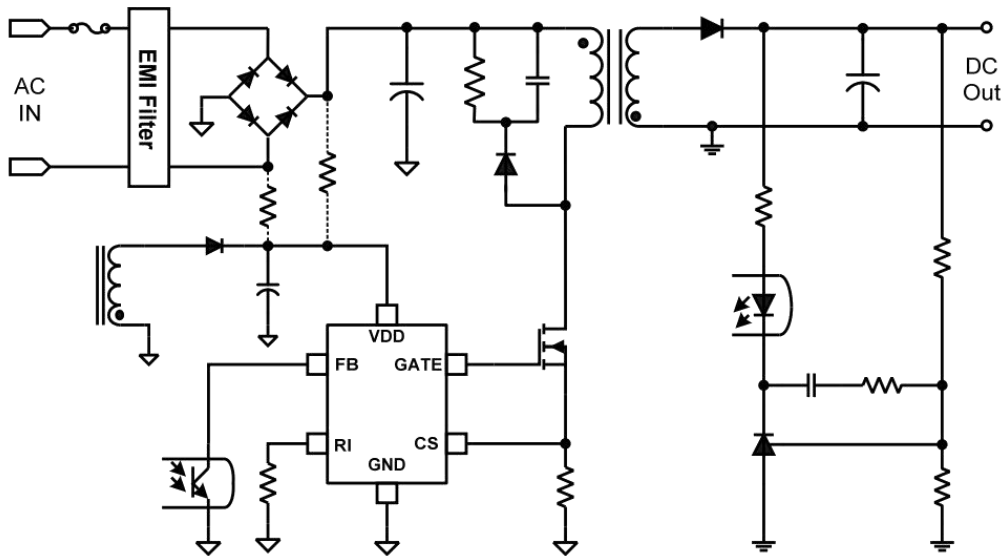 AC
IN
EMI Filter
DC
Out
VDD
FB
GATE
RI
CS
GND